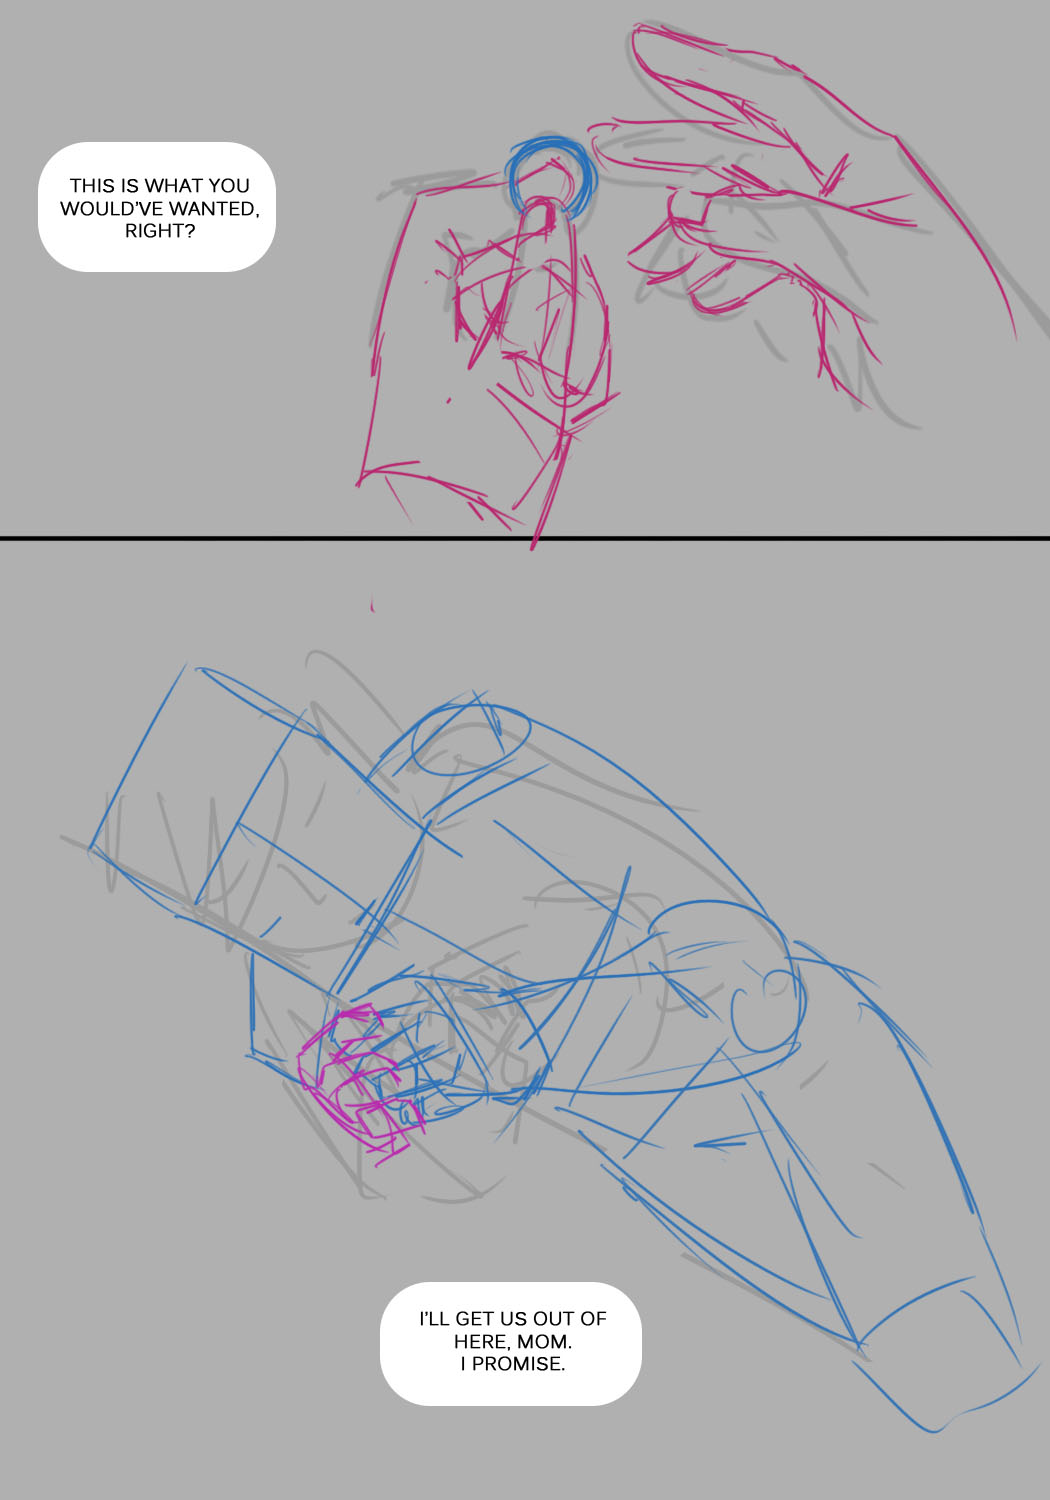 THIS IS WHAT YOU
WOULD'VE WANTED,
RIGHT?
I'LL GET US OUT OF
HERE, MOM.
I PROMISE.